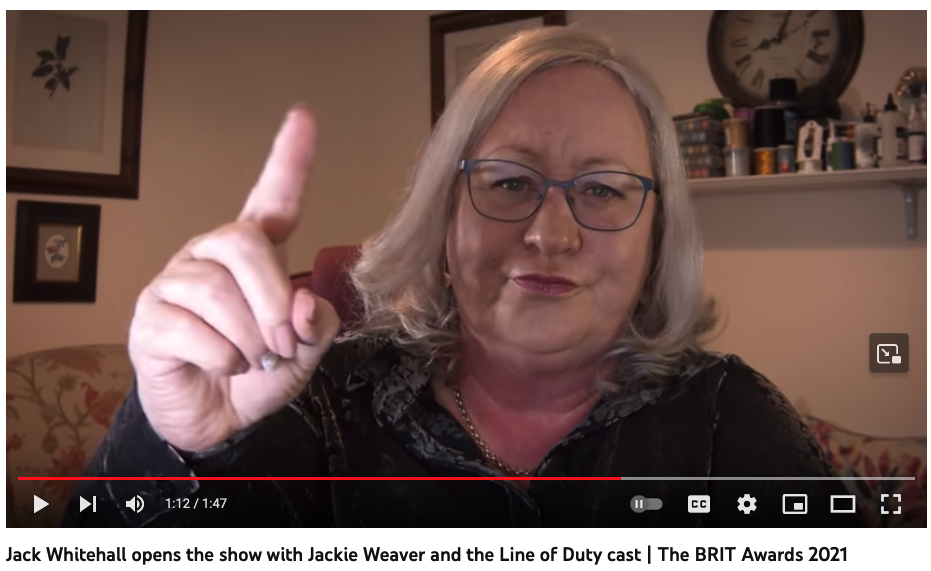 1:12 / 1:47
CC
Jack Whitehall opens the show with Jackie Weaver and the Line of Duty cast | The BRIT Awards 2021